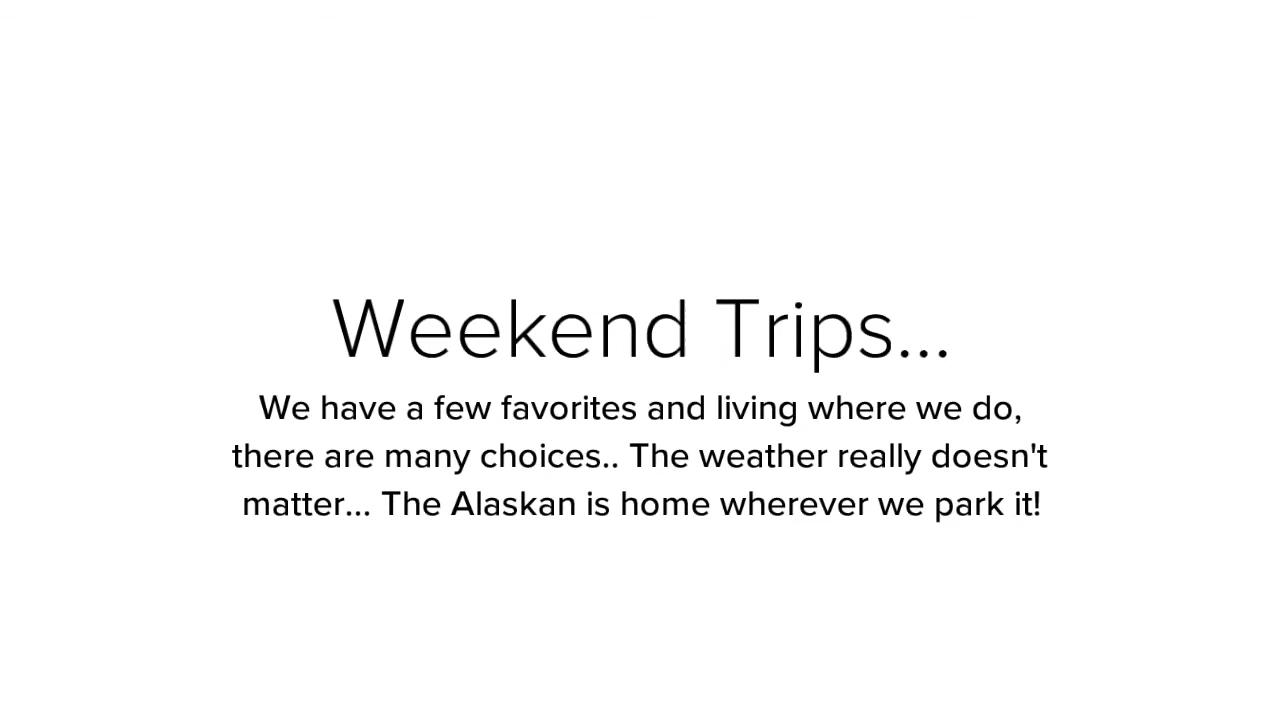 Weekend Trips...
We have a few favorites and living where we do,
there are many choices.. The weather really doesn't
matter... The Alaskan is home wherever we park it!